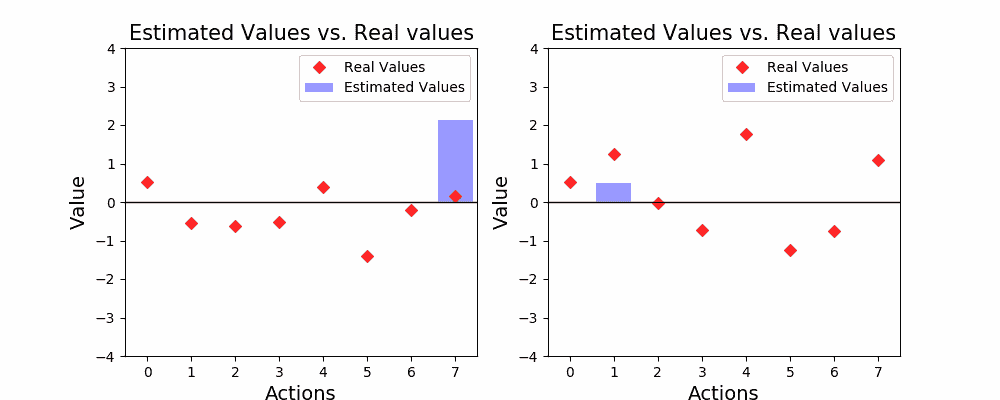 Estimated Values vs. Real values
Real Values
Estimated Values
4
3
2
1
0
−1
−2
−3
−4
Value
0 1 2 3 4 5 6 7
Actions
Estimated Values vs. Real values
Real Values
Estimated Values
4
3
2
1
0
−1
−2
−3
−4
Value
0 1 2 3 4 5 6 7
Actions